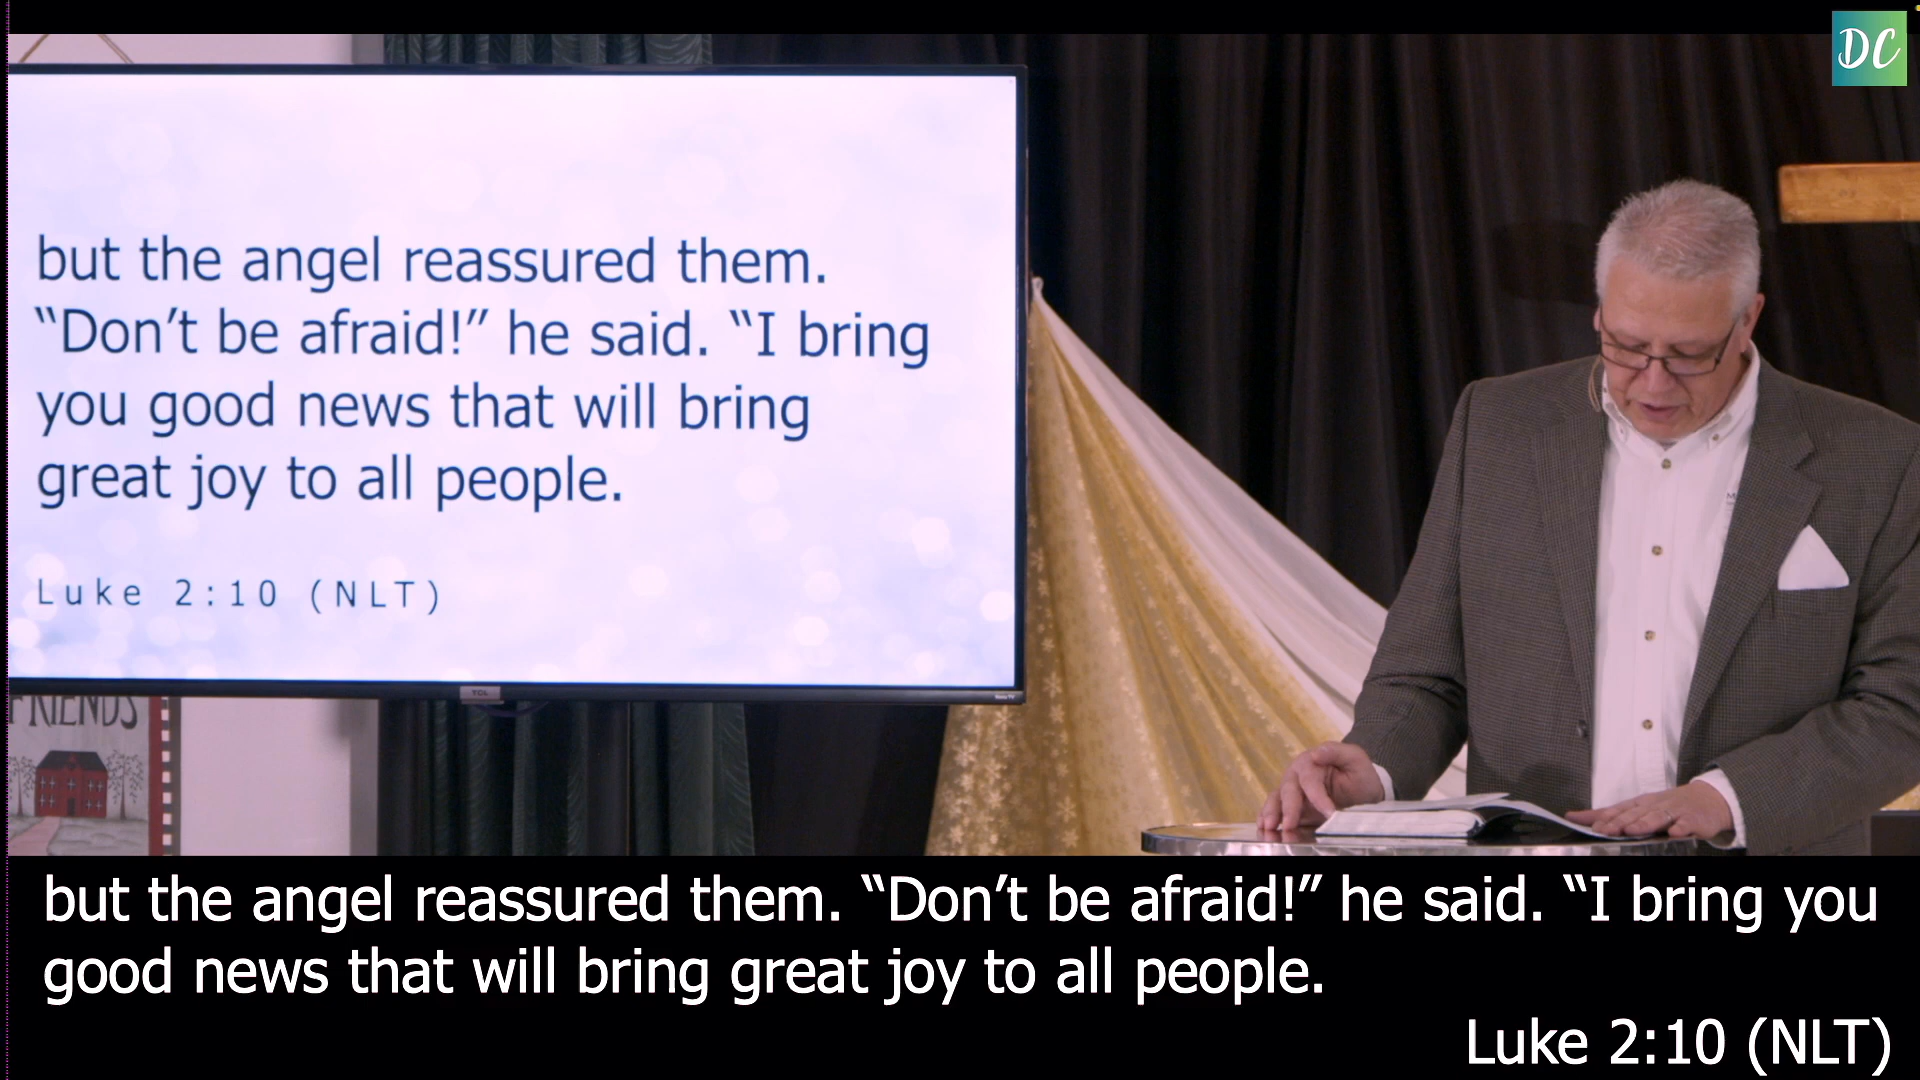 DC
but the angel reassured them.
“Don’t be afraid!” he said. “I bring
you good news that will bring
great joy to all people.
Luke 2:10 (NLT)
TCL
FRIENDS
but the angel reassured them. “Don’t be afraid!” he said. “I bring you
good news that will bring great joy to all people.
Luke 2:10 (NLT)